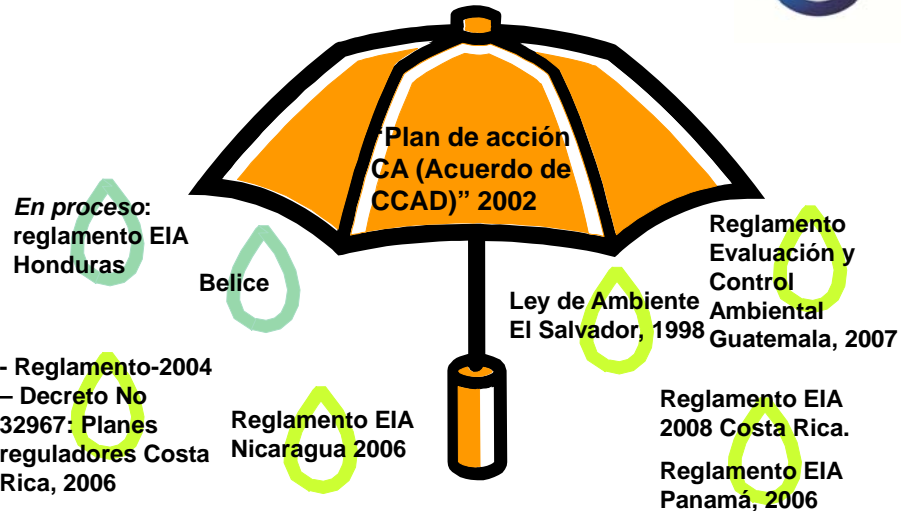 “Plan de acción
CA (Acuerdo de
CCAD)” 2002
En proceso:
reglamento EIA
Honduras
Belice
Ley de Ambiente
El Salvador, 1998
Reglamento
Evaluación y
Control
Ambiental
Guatemala, 2007
- Reglamento-2004
– Decreto No
32967: Planes
reguladores Costa
Rica, 2006
Reglamento EIA
Nicaragua 2006
Reglamento EIA
2008 Costa Rica.
Reglamento EIA
Panamá, 2006